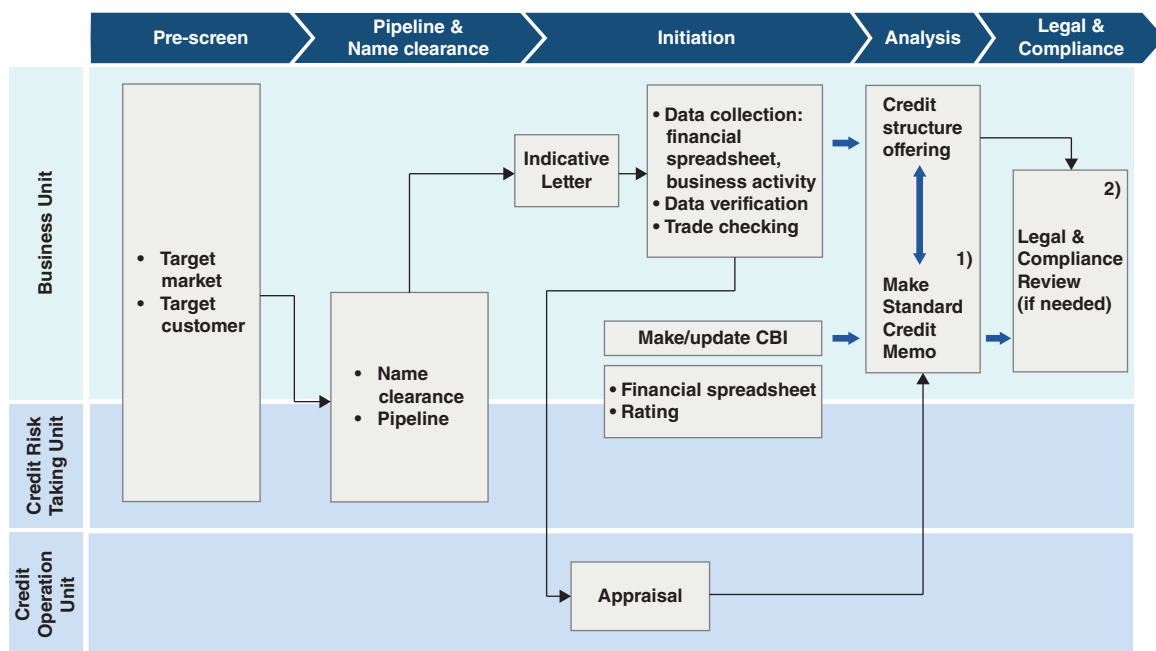 Pre-screen
Pipeline &
Name clearance
Initiation
Analysis
Legal &
Compliance
Business Unit
Credit Risk
Taking Unit
Credit
Operation
Unit
• Target
market
• Target
customer
• Name
clearance
• Pipeline
Indicative
Letter
• Data collection:
financial
spreadsheet,
business activity
• Data verification
• Trade checking
Make/update CBI
• Financial spreadsheet
• Rating
Appraisal
Credit
structure
offering
1)
Make
Standard
Credit
Memo
2)
Legal &
Compliance
Review
(if needed)